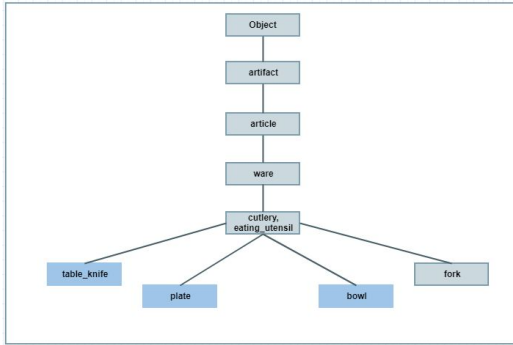 Object
artifact
article
ware
cutlery,
eating_utensil
table_knife
fork
plate
bowl